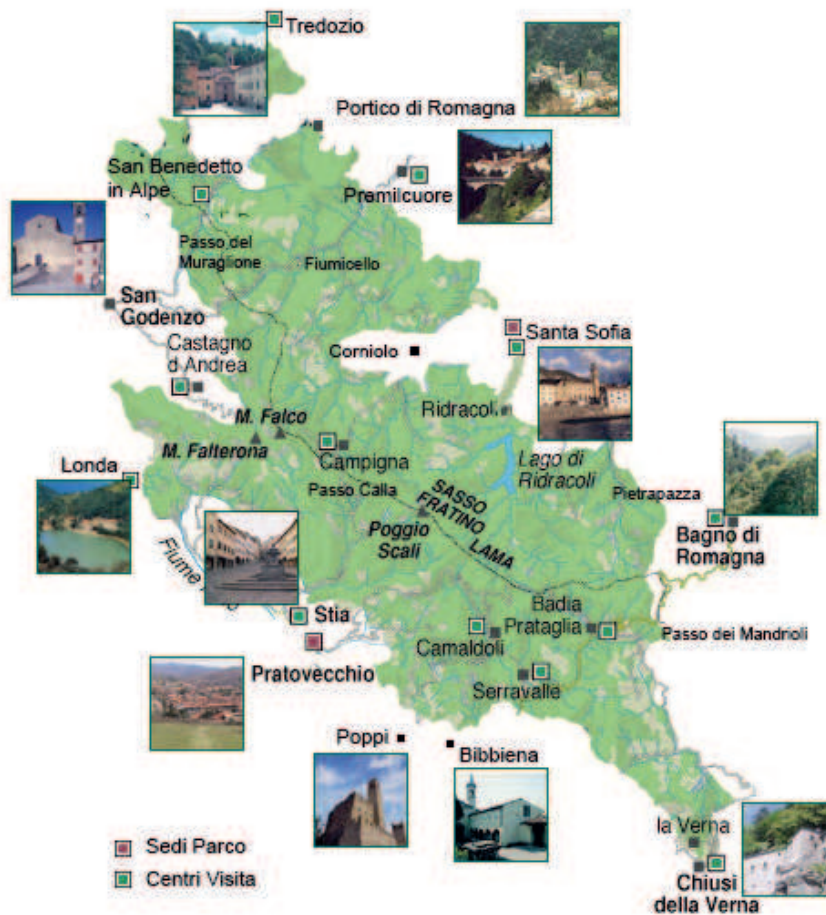 Tredozio
Portico di Romagna
San Benedetto
in Alpe
Premilcuore
Passo del
Muraglione
Fiumicello
San
Godenzo
Santa Sofia
Castagno
d Andrea
Corniolo
Ridracoli
M. Falco
M. Falterona
Campigna
Lago di
Ridracoli
Londa
Passo Calla
SASSO
FRATINO
Pietrapazza
Poggio
Scali
LAMA
Bagno di
Romagna
Fiume
Stia
Badia
Prataglia
Camaldoli
Passo dei Mandrioli
Pratovecchio
Serravalle
Poppi
Bibbiena
la Verna
Sedi Parco
Centri Visita
Chiusi
della Verna